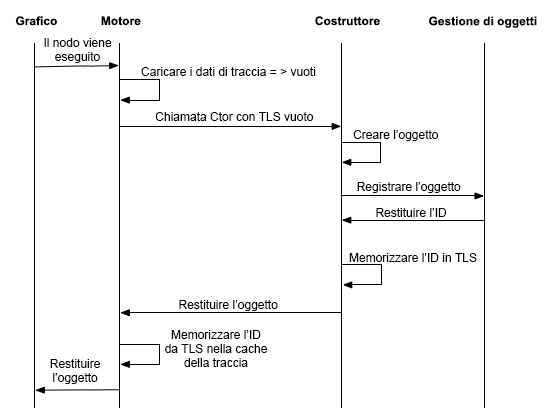 Grafico
Motore
Costruttore
Gestione di oggetti
Il nodo viene
eseguito
Caricare i dati di traccia = > vuoti
Chiamata Ctor con TLS vuoto
Creare l'oggetto
Registrare l'oggetto
Restituire l'ID
Memorizzare l'ID in TLS
Restituire l'oggetto
Memorizzare l'ID
da TLS nella cache
della traccia
Restituire
l'oggetto